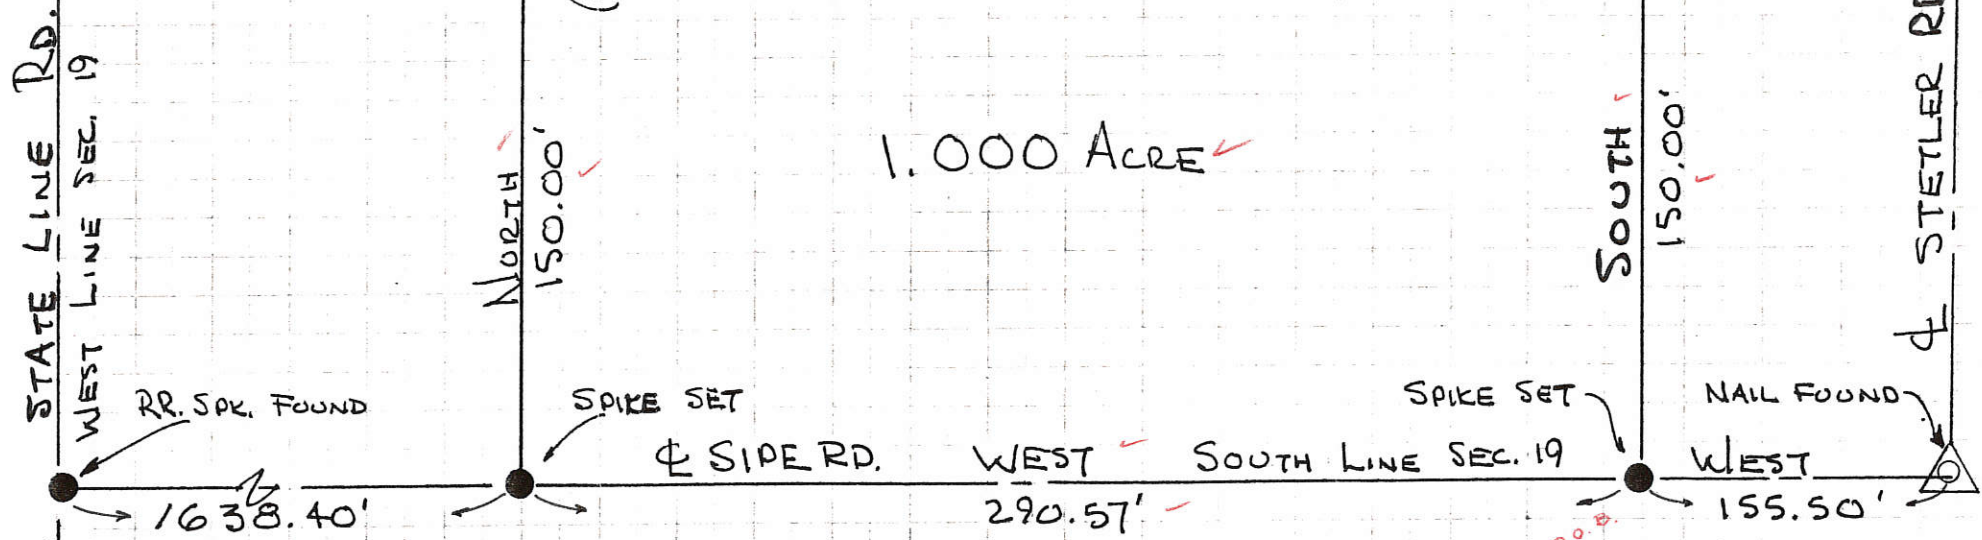 STATE LINE RD.
WEST LINE SEC. 19
NORTH
150.00'
1.000 ACRE
SOUTH
150.00'
℄ STETLER
RR. SPK. FOUND
SPIKE SET
SPIKE SET
NAIL FOUND
℄ SIDE RD. WEST SOUTH LINE SEC. 19
WEST
1638.40'
290.57'
155.50'